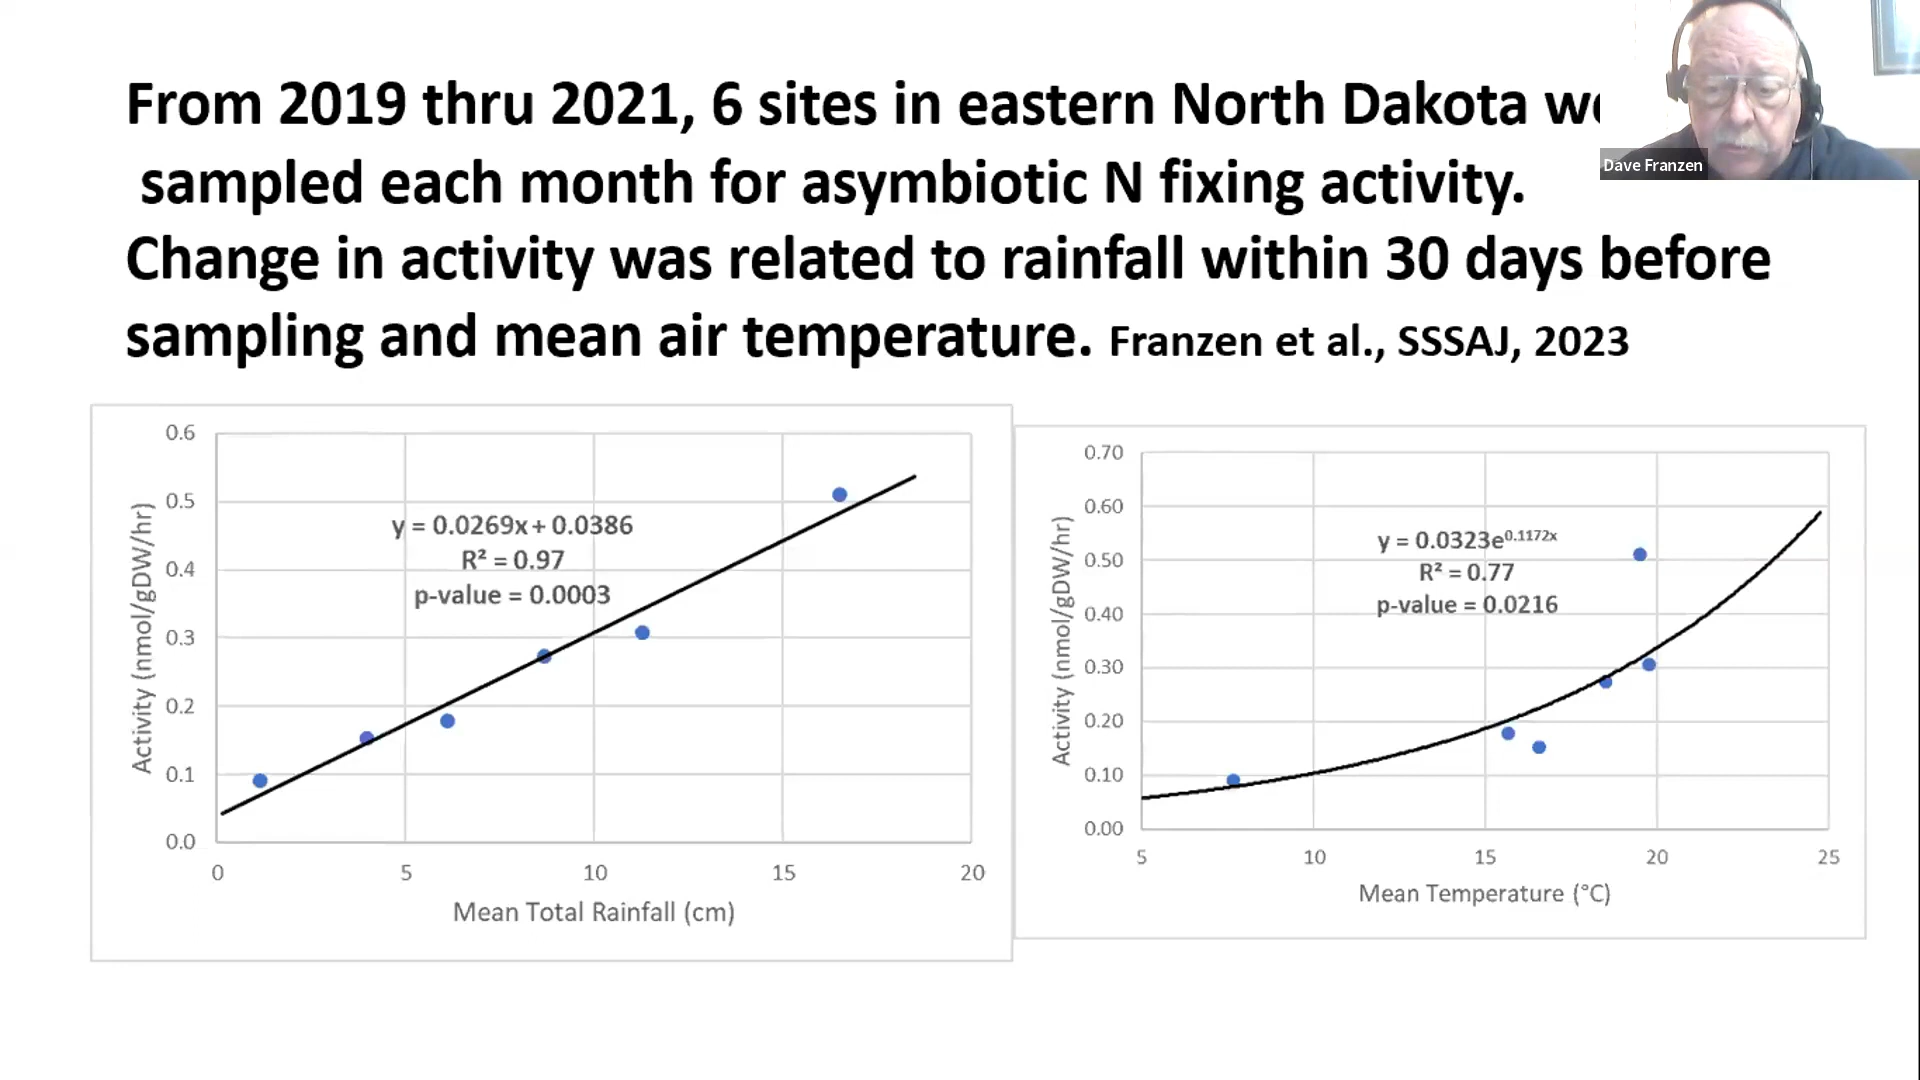 From 2019 thru 2021, 6 sites in eastern North Dakota
Dave Franzen
sampled each month for asymbiotic N fixing activity.
Change in activity was related to rainfall within 30 days before
sampling and mean air temperature. Franzen et al., SSSAJ, 2023
0.6
0.5
0.4
0.3
0.2
0.1
0.0
Activity (nmol/gDW/hr)
y = 0.0269x + 0.0386
R² = 0.97
p-value = 0.0003
0 5 10 15 20
Mean Total Rainfall (cm)
0.70
0.60
0.50
0.40
0.30
0.20
0.10
0.00
Activity (nmol/gDW/hr)
y = 0.0323e^0.1172x
R² = 0.77
p-value = 0.0216
5 10 15 20 25
Mean Temperature (°C)